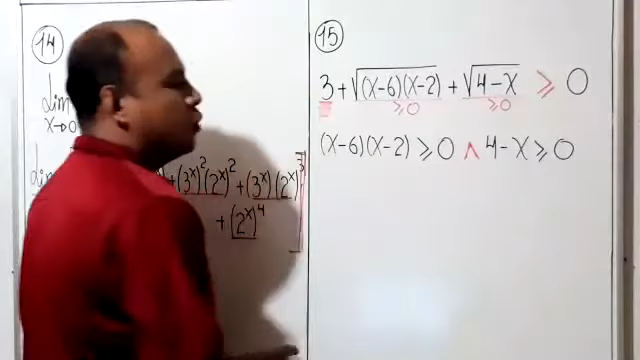 14
lim
x→0
lim
+(3^x)^2(2^x)^2+(3^x)(2^x)^3
+(2^x)^4]
15
3+√((x-6)(x-2))+√(4-x)⩾0
⩾0 ⩾0
(x-6)(x-2)⩾0 ∧ 4-x⩾0